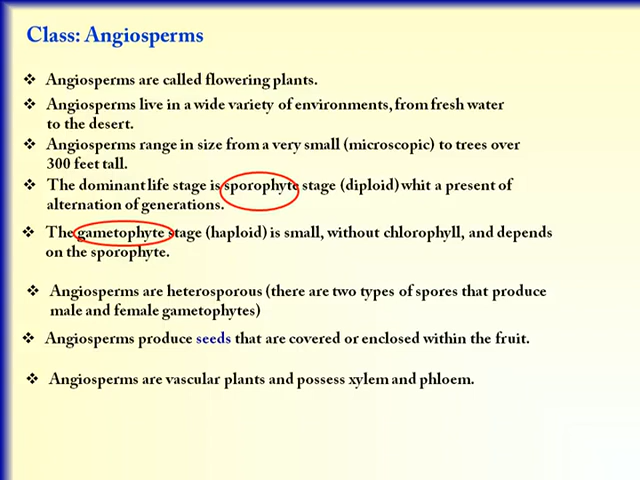 Class: Angiosperms
❖ Angiosperms are called flowering plants.
❖ Angiosperms live in a wide variety of environments, from fresh water
to the desert.
❖ Angiosperms range in size from a very small (microscopic) to trees over
300 feet tall.
❖ The dominant life stage is sporophyte stage (diploid) whit a present of
alternation of generations.
❖ The gametophyte stage (haploid) is small, without chlorophyll, and depends
on the sporophyte.
❖ Angiosperms are heterosporous (there are two types of spores that produce
male and female gametophytes)
❖ Angiosperms produce seeds that are covered or enclosed within the fruit.
❖ Angiosperms are vascular plants and possess xylem and phloem.